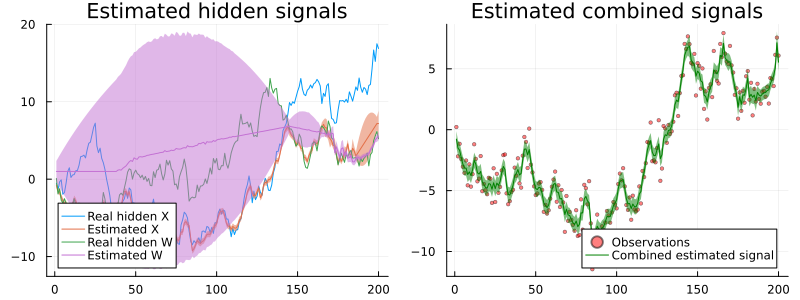 Estimated hidden signals
20
10
0
−10
Real hidden X
Estimated X
Real hidden W
Estimated W
0
50
100
150
200
Estimated combined signals
5
0
−5
−10
Observations
Combined estimated signal
0
50
100
150
200